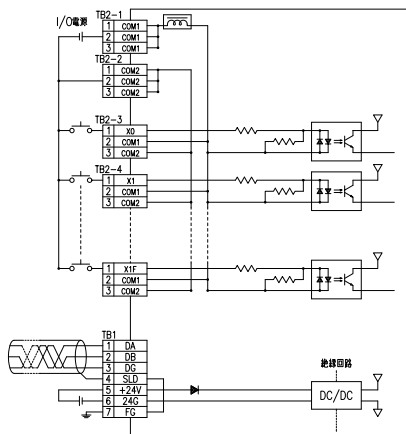 I/O電源
TB2-1
1 COM1
2 COM1
3 COM1
TB2-2
1 COM2
2 COM2
3 COM2
TB2-3
1 X0
2 COM1
3 COM2
TB2-4
1 X1
2 COM1
3 COM2
1 X1F
2 COM1
3 COM2
TB1
1 DA
2 DB
3 DG
4 SLD
5 +24V
6 24G
7 FG
絶縁回路
DC/DC